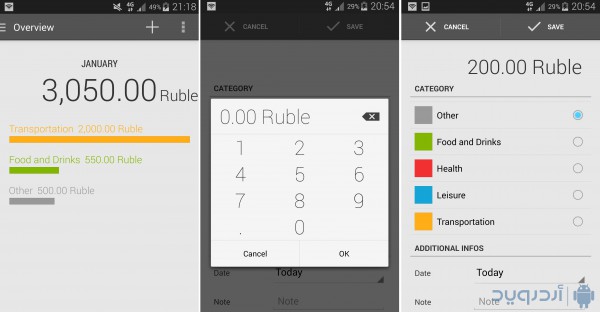 4G 49% 21:18
Overview
JANUARY
3,050.00 Ruble
Transportation 2,000.00 Ruble
Food and Drinks 550.00 Ruble
Other 500.00 Ruble
4G 29% 20:54
CANCEL SAVE
CATEGORY
0.00 Ruble
1 2 3
4 5 6
7 8 9
. 0
Cancel OK
Date Today
Note Note
4G 29% 20:54
CANCEL SAVE
200.00 Ruble
CATEGORY
Other
Food and Drinks
Health
Leisure
Transportation
ADDITIONAL INFOS
Date Today
Note Note
أندرويد